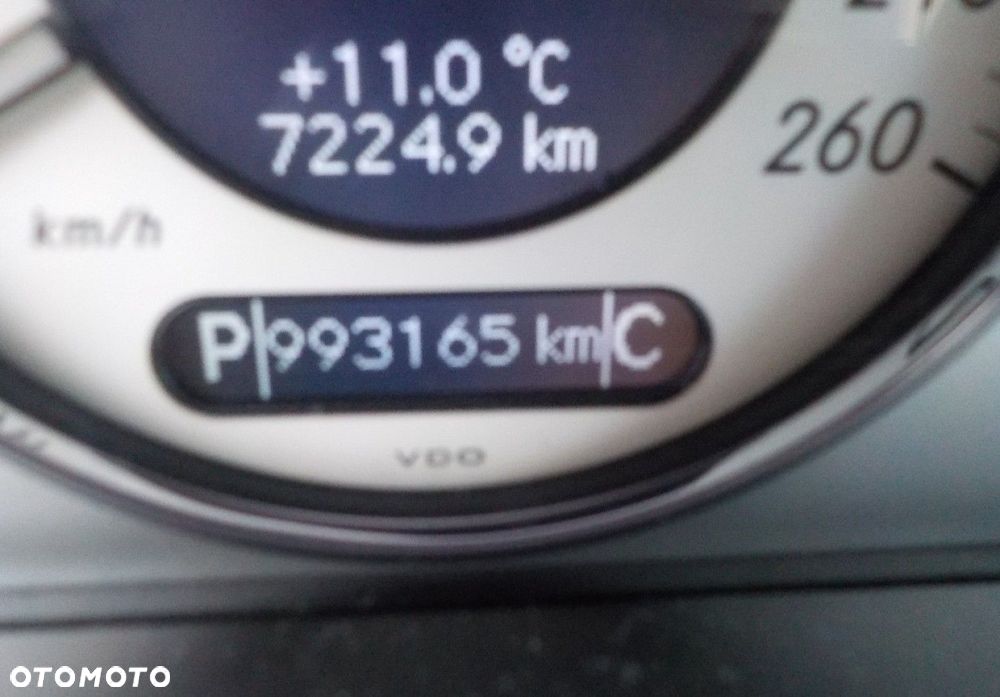 +11.0 °C
7224.9 km
260
km/h
P 993165 km C
VDO
OTOMOTO